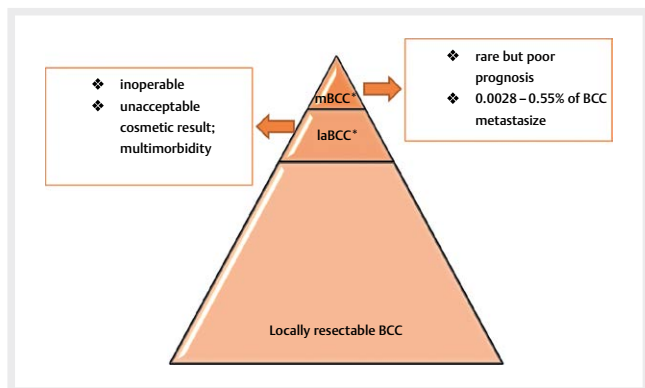 ❖ inoperable
❖ unacceptable
cosmetic result;
multimorbidity
❖ rare but poor
prognosis
❖ 0.0028 – 0.55% of BCC
metastasize
mBCC*
laBCC*
Locally resectable BCC